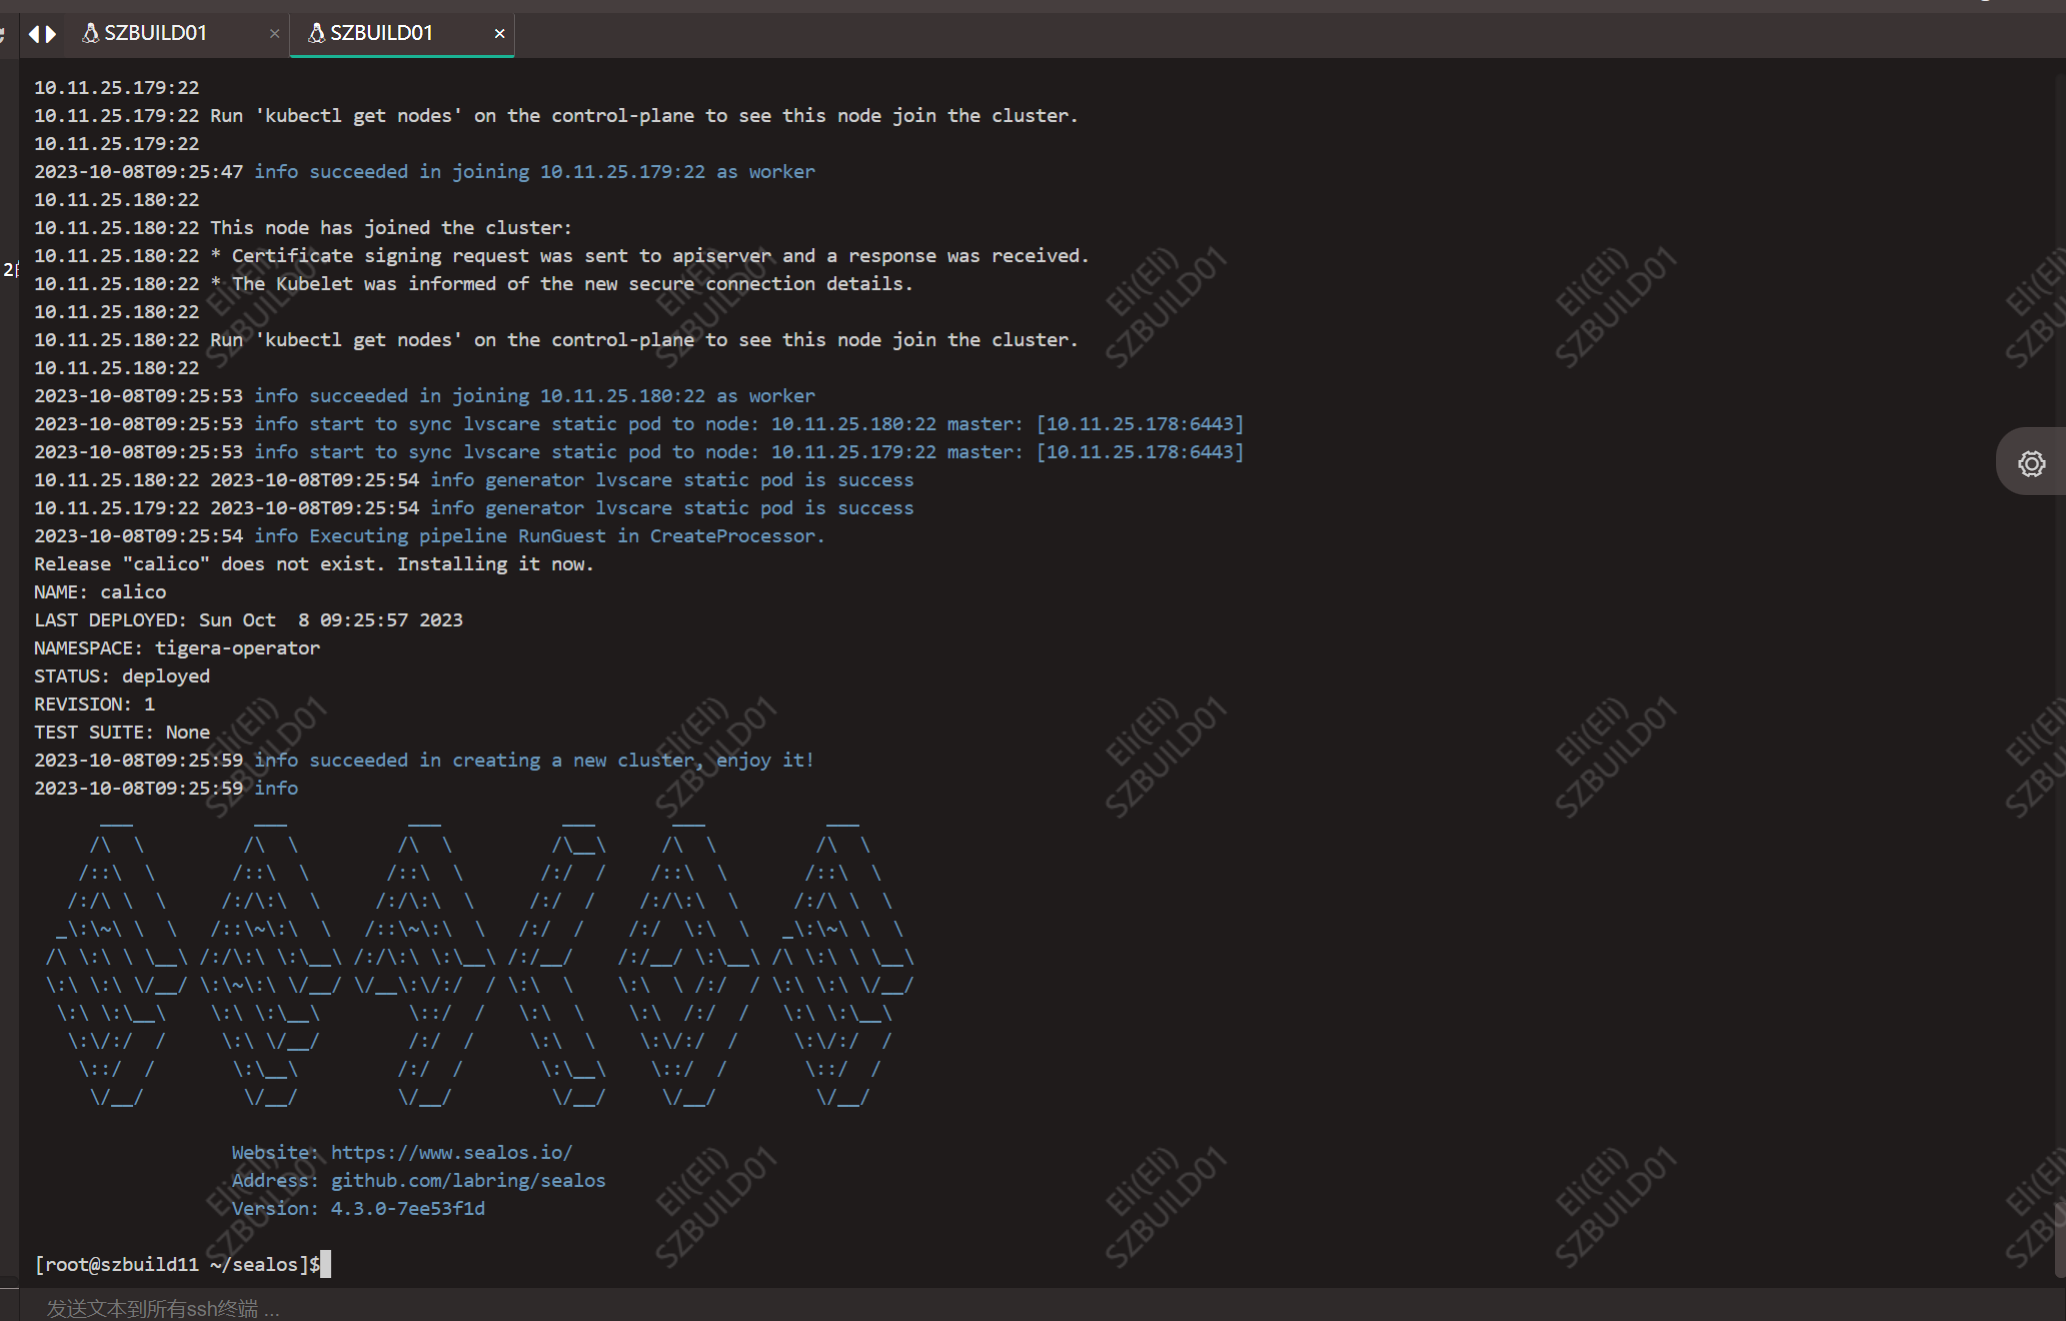 SZBUILD01 × SZBUILD01 ×
10.11.25.179:22
10.11.25.179:22 Run 'kubectl get nodes' on the control-plane to see this node join the cluster.
10.11.25.179:22
2023-10-08T09:25:47 info succeeded in joining 10.11.25.179:22 as worker
10.11.25.180:22
10.11.25.180:22 This node has joined the cluster:
10.11.25.180:22 * Certificate signing request was sent to apiserver and a response was received.
10.11.25.180:22 * The Kubelet was informed of the new secure connection details.
10.11.25.180:22
10.11.25.180:22 Run 'kubectl get nodes' on the control-plane to see this node join the cluster.
10.11.25.180:22
2023-10-08T09:25:53 info succeeded in joining 10.11.25.180:22 as worker
2023-10-08T09:25:53 info start to sync lvscare static pod to node: 10.11.25.180:22 master: [10.11.25.178:6443]
2023-10-08T09:25:53 info start to sync lvscare static pod to node: 10.11.25.179:22 master: [10.11.25.178:6443]
10.11.25.180:22 2023-10-08T09:25:54 info generator lvscare static pod is success
10.11.25.179:22 2023-10-08T09:25:54 info generator lvscare static pod is success
2023-10-08T09:25:54 info Executing pipeline RunGuest in CreateProcessor.
Release "calico" does not exist. Installing it now.
NAME: calico
LAST DEPLOYED: Sun Oct  8 09:25:57 2023
NAMESPACE: tigera-operator
STATUS: deployed
REVISION: 1
TEST SUITE: None
2023-10-08T09:25:59 info succeeded in creating a new cluster, enjoy it!
2023-10-08T09:25:59 info
Website: https://www.sealos.io/
Address: github.com/labring/sealos
Version: 4.3.0-7ee53f1d
[root@szbuild11 ~/sealos]$
发送文本到所有ssh终端 ...
Eli(Eli)
SZBUILD01